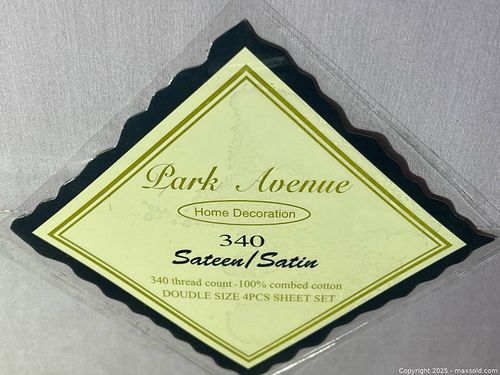 Park Avenue
Home Decoration
340
Sateen/Satin
340 thread count - 100% combed cotton
DOUDLE SIZE 4PCS SHEET SET
Copyright 2025 - maxsold.com